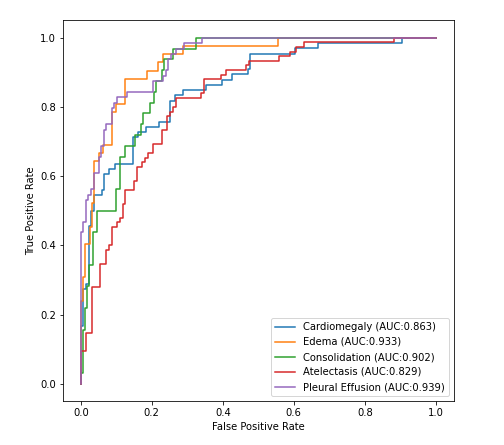 1.0
0.8
0.6
0.4
0.2
0.0
True Positive Rate
Cardiomegaly (AUC:0.863)
Edema (AUC:0.933)
Consolidation (AUC:0.902)
Atelectasis (AUC:0.829)
Pleural Effusion (AUC:0.939)
0.0 0.2 0.4 0.6 0.8 1.0
False Positive Rate